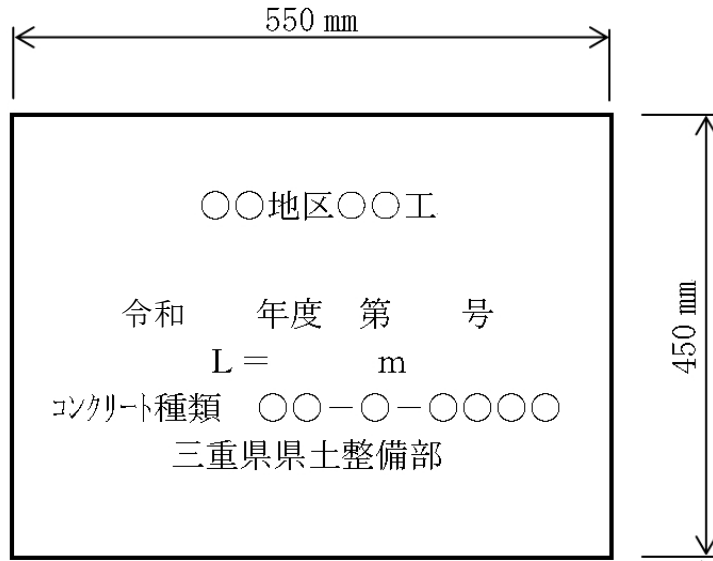 550 mm
○○地区○○工
令和　　年度　第　　号
L =　　　m
コンクリート種類　○○－○－○○○○
三重県県土整備部
450 mm